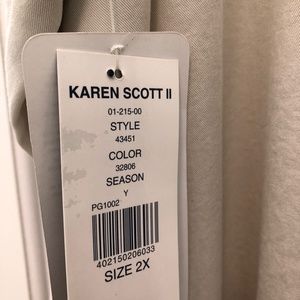 KAREN SCOTT II
01-215-00
STYLE
43451
COLOR
32806
SEASON
Y
PG1002
402150206033
SIZE 2X